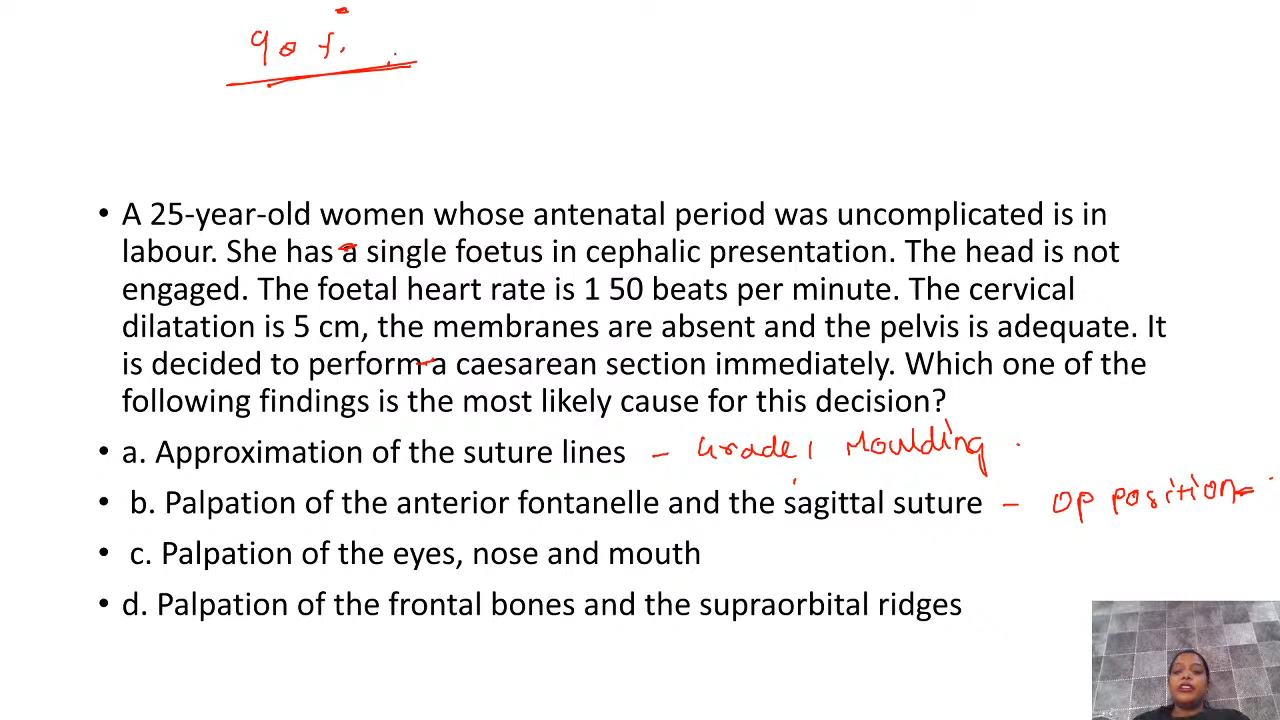 90 %.
• A 25-year-old women whose antenatal period was uncomplicated is in
labour. She has a single foetus in cephalic presentation. The head is not
engaged. The foetal heart rate is 1 50 beats per minute. The cervical
dilatation is 5 cm, the membranes are absent and the pelvis is adequate. It
is decided to perform a caesarean section immediately. Which one of the
following findings is the most likely cause for this decision?
• a. Approximation of the suture lines - Grade 1 Moulding.
• b. Palpation of the anterior fontanelle and the sagittal suture - OP position
• c. Palpation of the eyes, nose and mouth
• d. Palpation of the frontal bones and the supraorbital ridges